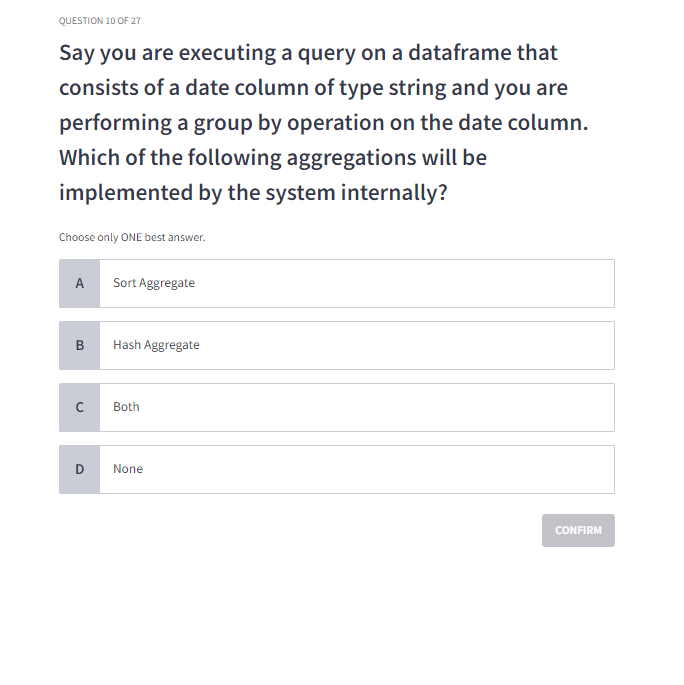 QUESTION 10 OF 27
Say you are executing a query on a dataframe that
consists of a date column of type string and you are
performing a group by operation on the date column.
Which of the following aggregations will be
implemented by the system internally?
Choose only ONE best answer.
A Sort Aggregate
B Hash Aggregate
C Both
D None
CONFIRM